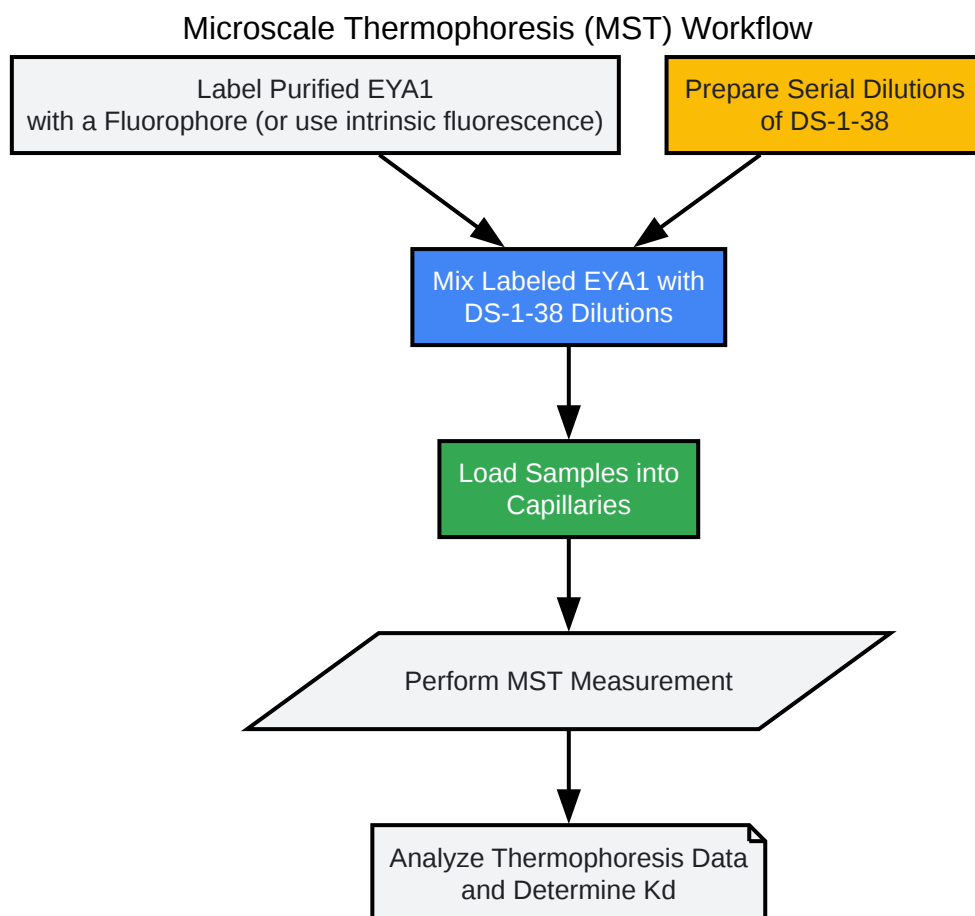 Microscale Thermophoresis (MST) Workflow
Label Purified EYA1
with a Fluorophore (or use intrinsic fluorescence)
Prepare Serial Dilutions
of DS-1-38
Mix Labeled EYA1 with
DS-1-38 Dilutions
Load Samples into
Capillaries
Perform MST Measurement
Analyze Thermophoresis Data
and Determine Kd